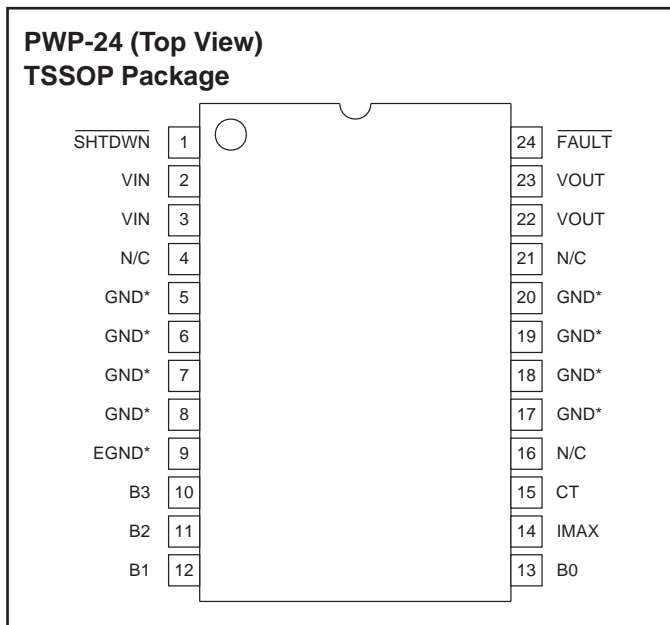 PWP-24 (Top View)
TSSOP Package
SHTDWN 1 24 FAULT
VIN 2 23 VOUT
VIN 3 22 VOUT
N/C 4 21 N/C
GND* 5 20 GND*
GND* 6 19 GND*
GND* 7 18 GND*
GND* 8 17 GND*
EGND* 9 16 N/C
B3 10 15 CT
B2 11 14 IMAX
B1 12 13 B0